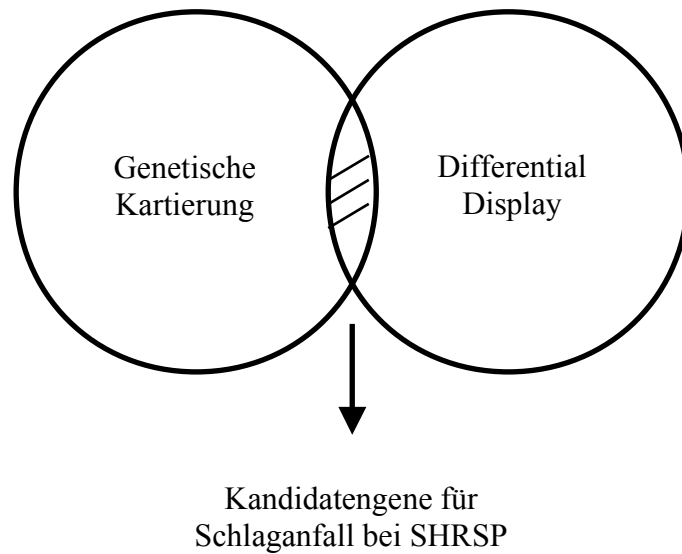 Genetische
Kartierung
Differential
Display
Kandidatengene für
Schlaganfall bei SHRSP